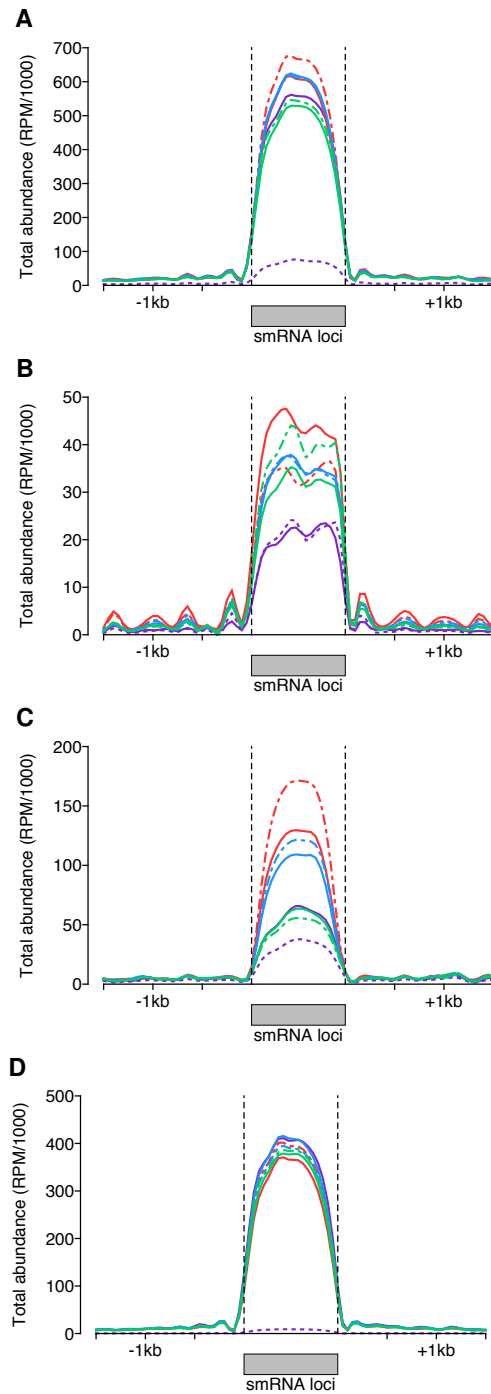 A
Total abundance (RPM/1000)
700
600
500
400
300
200
100
0
-1kb
+1kb
smRNA loci
B
Total abundance (RPM/1000)
50
40
30
20
10
0
-1kb
+1kb
smRNA loci
C
Total abundance (RPM/1000)
200
150
100
50
0
-1kb
+1kb
smRNA loci
D
Total abundance (RPM/1000)
500
400
300
200
100
0
-1kb
+1kb
smRNA loci